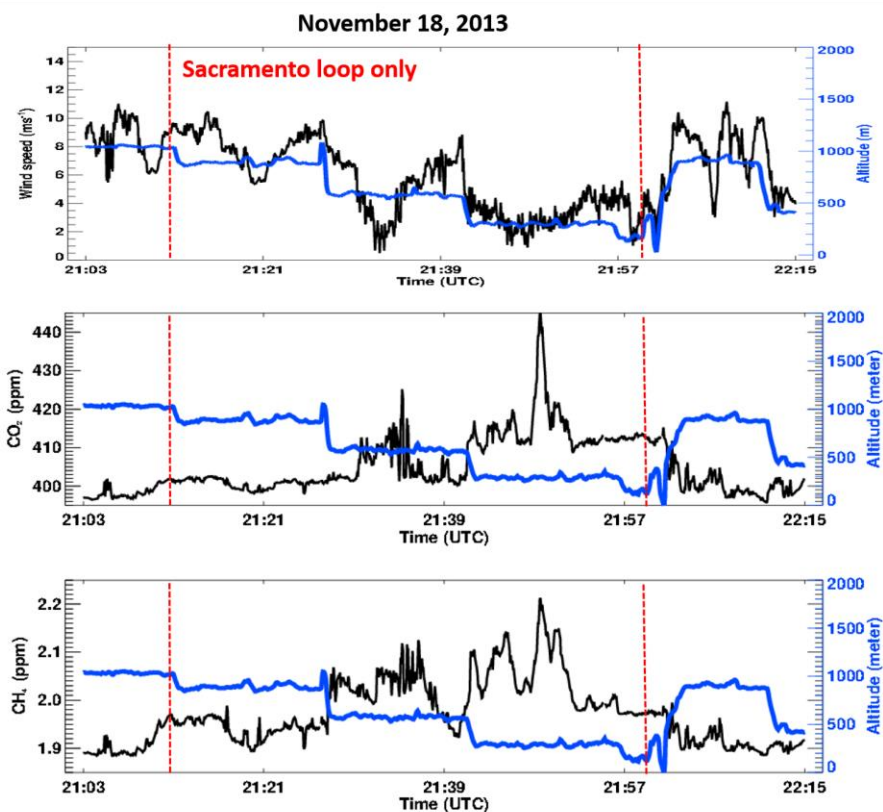 November 18, 2013
Sacramento loop only
Wind speed (ms⁻¹)
14
12
10
8
6
4
2
0
2000
1500
1000
500
0
Altitude (m)
21:03 21:21 21:39 21:57 22:15
Time (UTC)
CO₂ (ppm)
440
430
420
410
400
2000
1500
1000
500
0
Altitude (meter)
21:03 21:21 21:39 21:57 22:15
Time (UTC)
CH₄ (ppm)
2.2
2.1
2.0
1.9
2000
1500
1000
500
0
Altitude (meter)
21:03 21:21 21:39 21:57 22:15
Time (UTC)